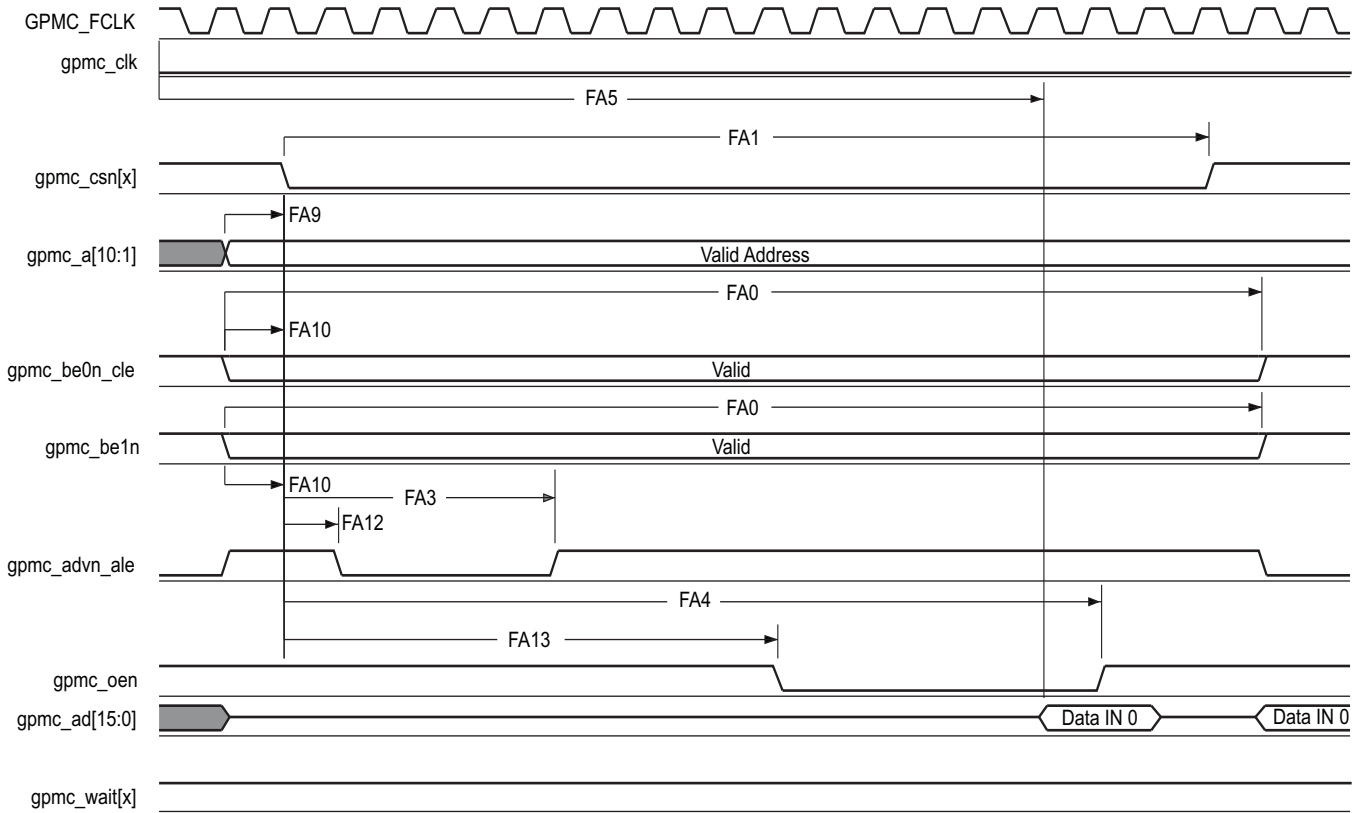 GPMC_FCLK
gpmc_clk
FA5
FA1
gpmc_csn[x]
FA9
gpmc_a[10:1]
Valid Address
FA0
FA10
gpmc_be0n_cle
Valid
FA0
gpmc_be1n
Valid
FA10
FA3
FA12
gpmc_advn_ale
FA4
FA13
gpmc_oen
gpmc_ad[15:0]
Data IN 0
Data IN 0
gpmc_wait[x]